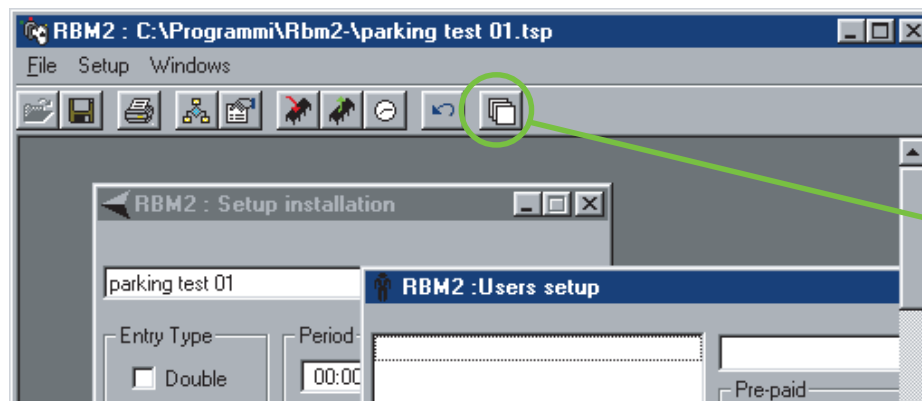 RBM2 : C:\Programmi\Rbm2-\parking test 01.tsp
File Setup Windows
RBM2 : Setup installation
parking test 01
RBM2 :Users setup
Entry Type
Period
Double
00:00
Pre-paid